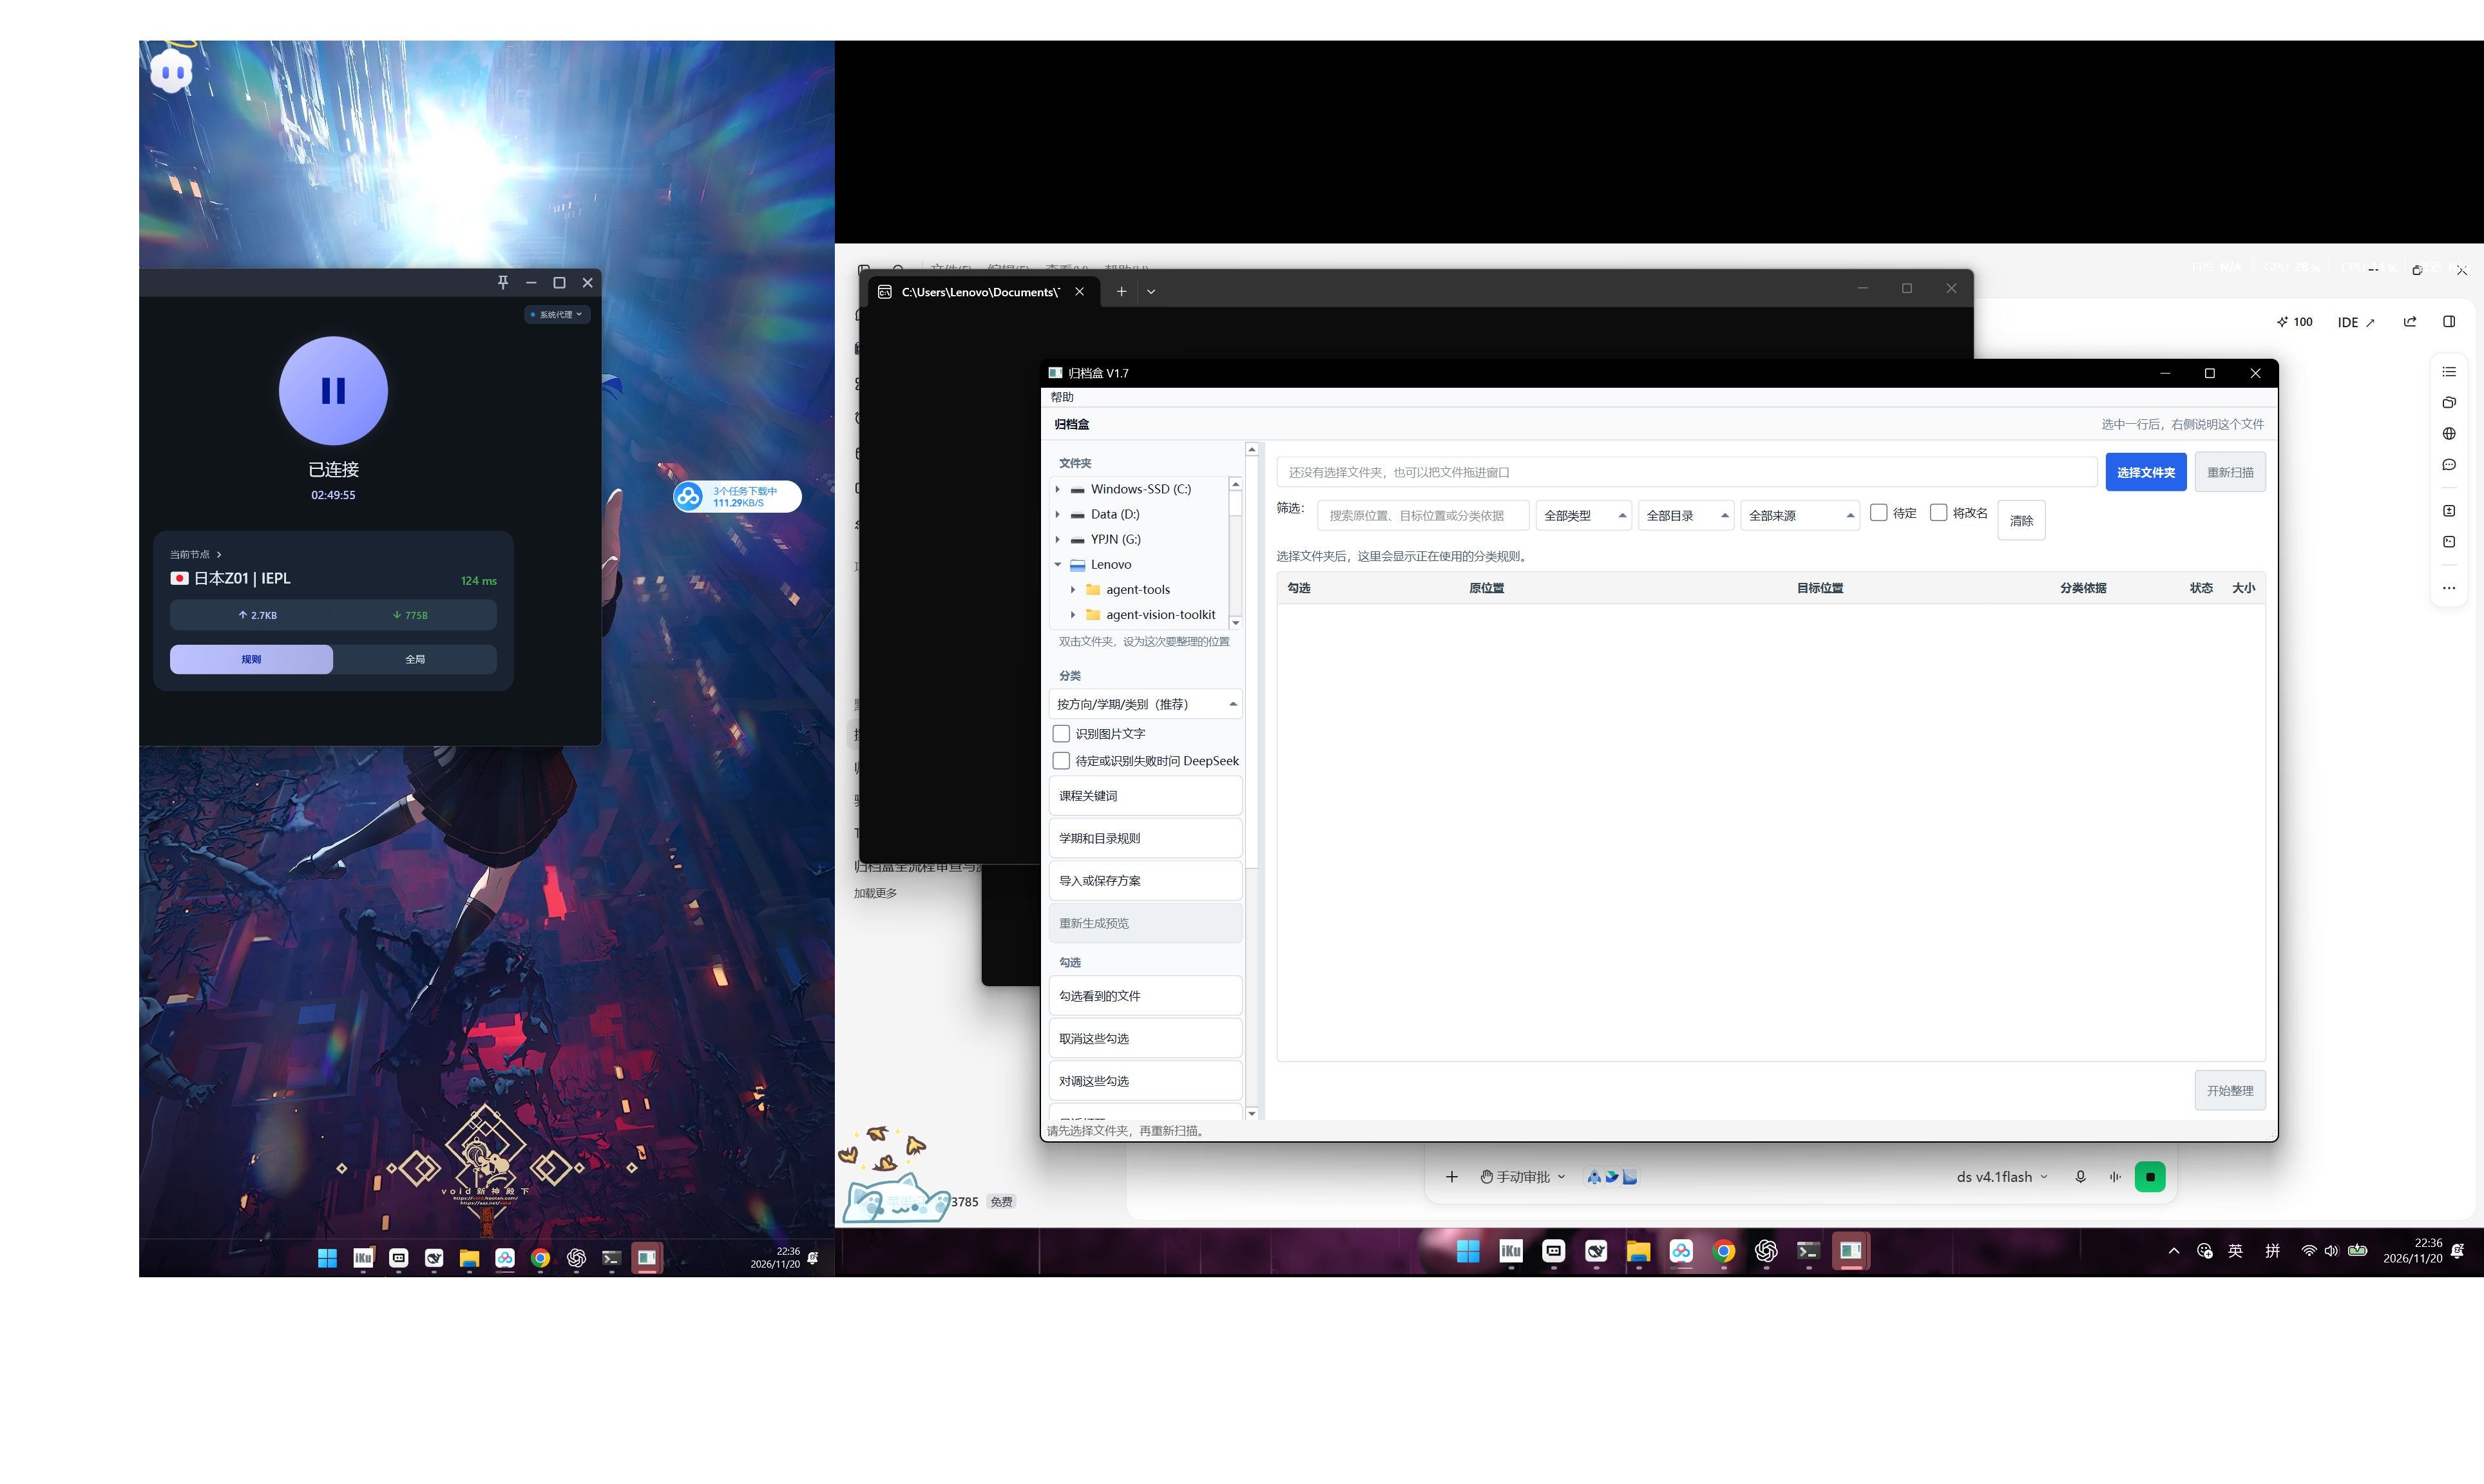 系统代理
已连接
02:49:55
当前节点
日本Z01 | IEPL
124 ms
2.7KB
775B
规则
全局
3个任务下载中
111.29KB/S
void新神殿下
22:36
2026/11/20
C:\Users\Lenovo\Documents\
100
IDE
归档盒 V1.7
帮助
归档盒
选中一行后，右侧说明这个文件
文件夹
Windows-SSD (C:)
Data (D:)
YPJN (G:)
Lenovo
agent-tools
agent-vision-toolkit
双击文件夹，设为这次要整理的位置
分类
按方向/学期/类别（推荐）
识别图片文字
待定或识别失败时问 DeepSeek
课程关键词
学期和目录规则
导入或保存方案
重新生成预览
勾选
勾选看到的文件
取消这些勾选
对调这些勾选
还没有选择文件夹，也可以把文件拖进窗口
选择文件夹
重新扫描
筛选：
搜索原位置、目标位置或分类依据
全部类型
全部目录
全部来源
待定
将改名
清除
选择文件夹后，这里会显示正在使用的分类规则。
勾选
原位置
目标位置
分类依据
状态
大小
开始整理
请先选择文件夹，再重新扫描。
加载更多
3785
免费
手动审批
ds v4.1flash
iKu
iKu
英
拼
22:36
2026/11/20